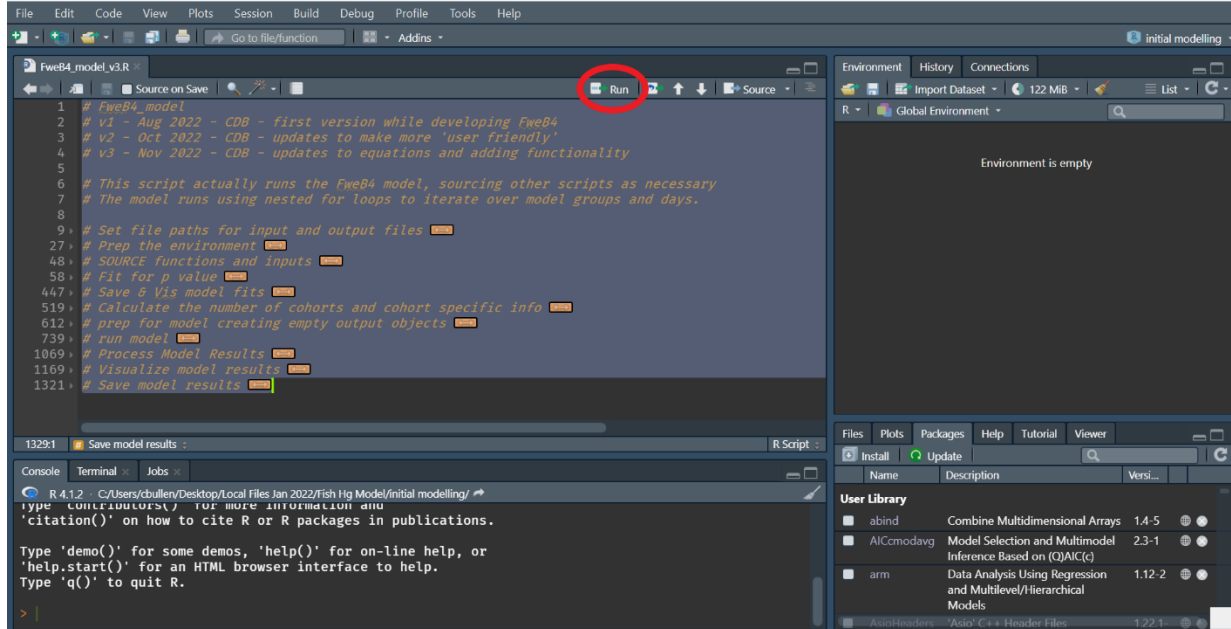 File Edit Code View Plots Session Build Debug Profile Tools Help
Go to file/function Addins initial modelling
FweB4_model_v3.R
Source on Save Run Source
1 # FweB4_model
2 # v1 - Aug 2022 - CDB - first version while developing FweB4
3 # v2 - Oct 2022 - CDB - updates to make more 'user friendly'
4 # v3 - Nov 2022 - CDB - updates to equations and adding functionality
5
6 # This script actually runs the FweB4 model, sourcing other scripts as necessary
7 # The model runs using nested for loops to iterate over model groups and days.
8
9 # Set file paths for input and output files
27 # Prep the environment
48 # SOURCE functions and inputs
58 # Fit for p value
447 # Save & Vis model fits
519 # Calculate the number of cohorts and cohort specific info
612 # prep for model creating empty output objects
739 # run model
1069 # Process Model Results
1169 # Visualize model results
1321 # Save model results
1329:1 # Save model results R Script
Console Terminal Jobs
R 4.1.2 · C:/Users/cbullen/Desktop/Local Files Jan 2022/Fish Hg Model/initial modelling/
Type 'contributors()' for more information and
'citation()' on how to cite R or R packages in publications.
Type 'demo()' for some demos, 'help()' for on-line help, or
'help.start()' for an HTML browser interface to help.
Type 'q()' to quit R.
>
Environment History Connections
Import Dataset 122 MiB List
R Global Environment
Environment is empty
Files Plots Packages Help Tutorial Viewer
Install Update
Name Description Versi...
User Library
abind Combine Multidimensional Arrays 1.4-5
AICcmodavg Model Selection and Multimodel 2.3-1
Inference Based on (Q)AIC(c)
arm Data Analysis Using Regression 1.12-2
and Multilevel/Hierarchical
Models
AsioHeaders 'Asio' C++ Header Files 1.22.1-